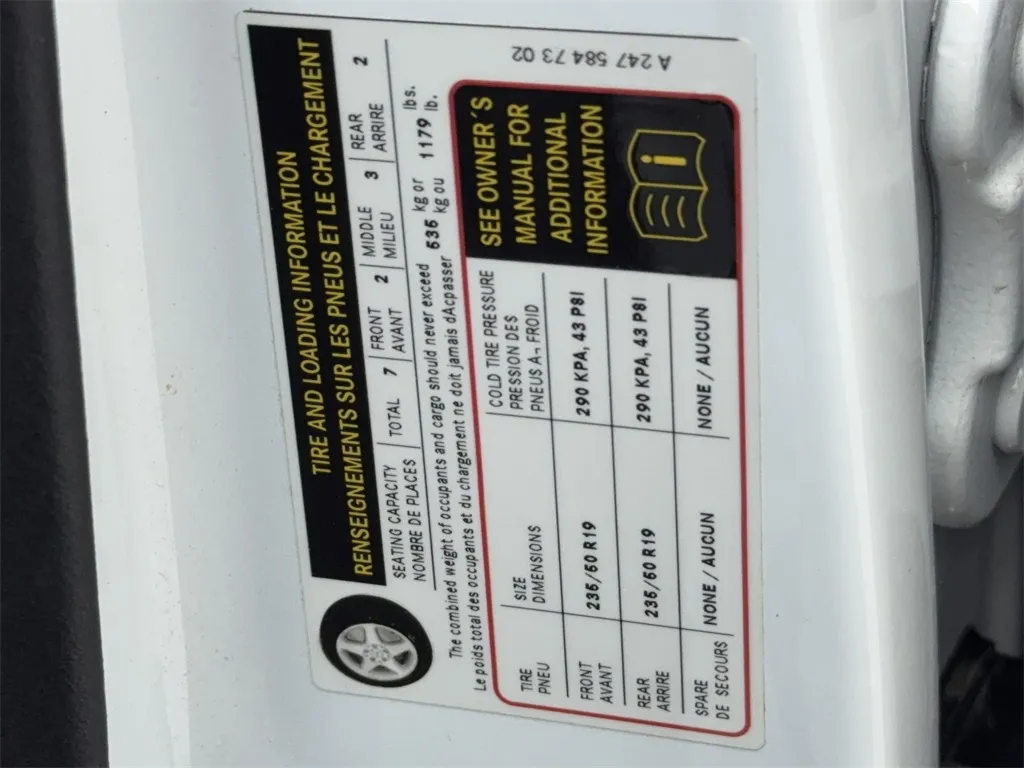 A 247 584 73 02
TIRE AND LOADING INFORMATION
RENSEIGNEMENTS SUR LES PNEUS ET LE CHARGEMENT
SEATING CAPACITY | TOTAL 7 | FRONT 2 | MIDDLE 3 | REAR 2
NOMBRE DE PLACES AVANT MILIEU ARRIRE
The combined weight of occupants and cargo should never exceed 535 kg or 1179 lbs.
Le poids total des occupants et du chargement ne doit jamais dAcpasser kg ou lb.
TIRE SIZE COLD TIRE PRESSURE
PNEU DIMENSIONS PRESSION DES
PNEUS A¬ FROID
FRONT 235/50 R19 290 KPA, 43 PSI
AVANT
REAR 235/50 R19 290 KPA, 43 PSI
ARRIRE
SPARE NONE / AUCUN NONE / AUCUN
DE SECOURS
SEE OWNER´S
MANUAL FOR
ADDITIONAL
INFORMATION